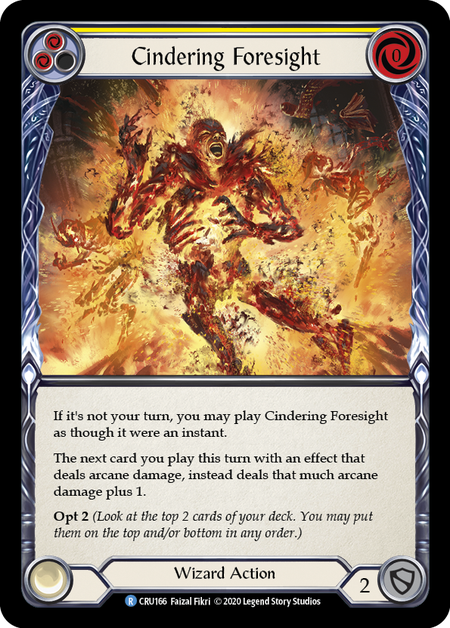 Cindering Foresight
0
If it's not your turn, you may play Cindering Foresight
as though it were an instant.
The next card you play this turn with an effect that
deals arcane damage, instead deals that much arcane
damage plus 1.
Opt 2 (Look at the top 2 cards of your deck. You may put
them on the top and/or bottom in any order.)
Wizard Action
2
R CRU166 Faizal Fikri © 2020 Legend Story Studios